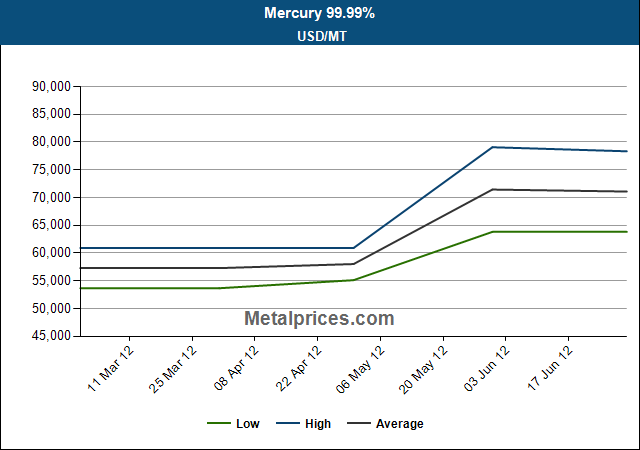 Mercury 99.99%
USD/MT
90,000
85,000
80,000
75,000
70,000
65,000
60,000
55,000
50,000
45,000
Metalprices.com
11 Mar 12
25 Mar 12
08 Apr 12
22 Apr 12
06 May 12
20 May 12
03 Jun 12
17 Jun 12
Low High Average